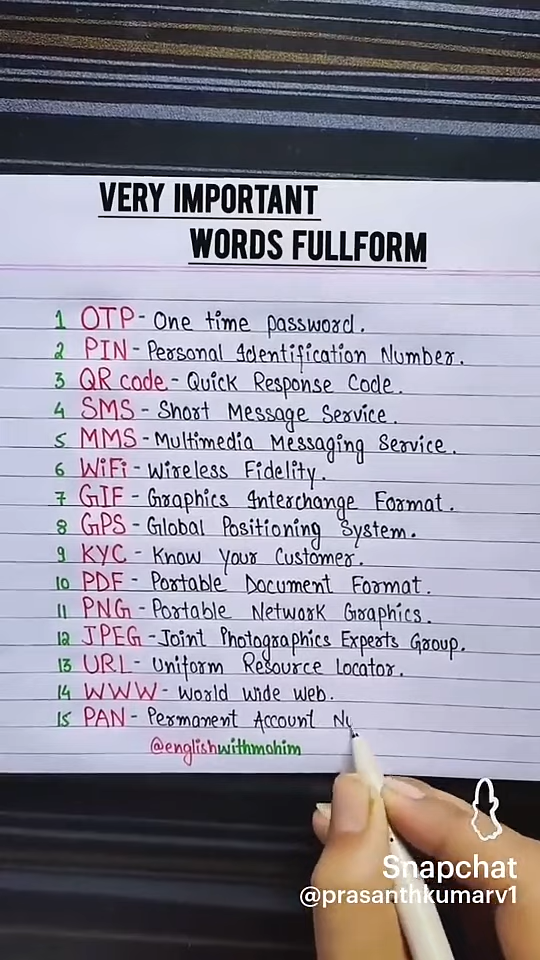 VERY IMPORTANT
WORDS FULLFORM
1 OTP - One time password.
2 PIN - Personal Identification Number.
3 QR code - Quick Response Code.
4 SMS - Short Message Service.
5 MMS - Multimedia Messaging Service.
6 WiFi - Wireless Fidelity.
7 GIF - Graphics Interchange Format.
8 GPS - Global Positioning System.
9 KYC - Know Your Customer.
10 PDF - Portable Document Format.
11 PNG - Portable Network Graphics.
12 JPEG - Joint Photographics Experts Group.
13 URL - Uniform Resource Locator.
14 WWW - World Wide Web.
15 PAN - Permanent Account Nu
@englishwithmohim
Snapchat
@prasanthkumarv1